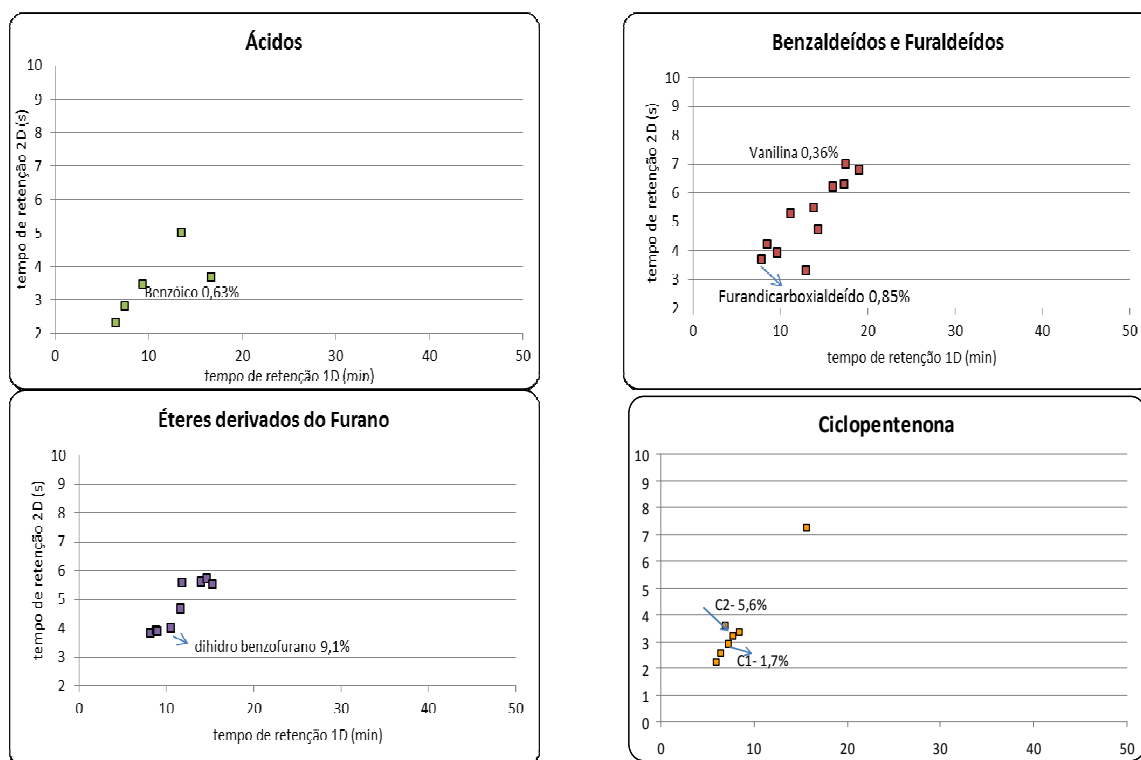 Ácidos
tempo de retenção 2D (s)
10
9
8
7
6
5
4
3
2
Benzóico 0,63%
0 10 20 30 40 50
tempo de retenção 1D (min)
Benzaldeídos e Furaldeídos
tempo de retenção 2D (s)
10
9
8
7
6
5
4
3
2
Vanilina 0,36%
Furandicarboxialdeído 0,85%
0 10 20 30 40 50
tempo de retenção 1D (min)
Éteres derivados do Furano
tempo de retenção 2D (s)
10
9
8
7
6
5
4
3
2
dihidro benzofurano 9,1%
0 10 20 30 40 50
tempo de retenção 1D (min)
Ciclopentenona
10
9
8
7
6
5
4
3
2
1
0
C2- 5,6%
C1- 1,7%
0 10 20 30 40 50